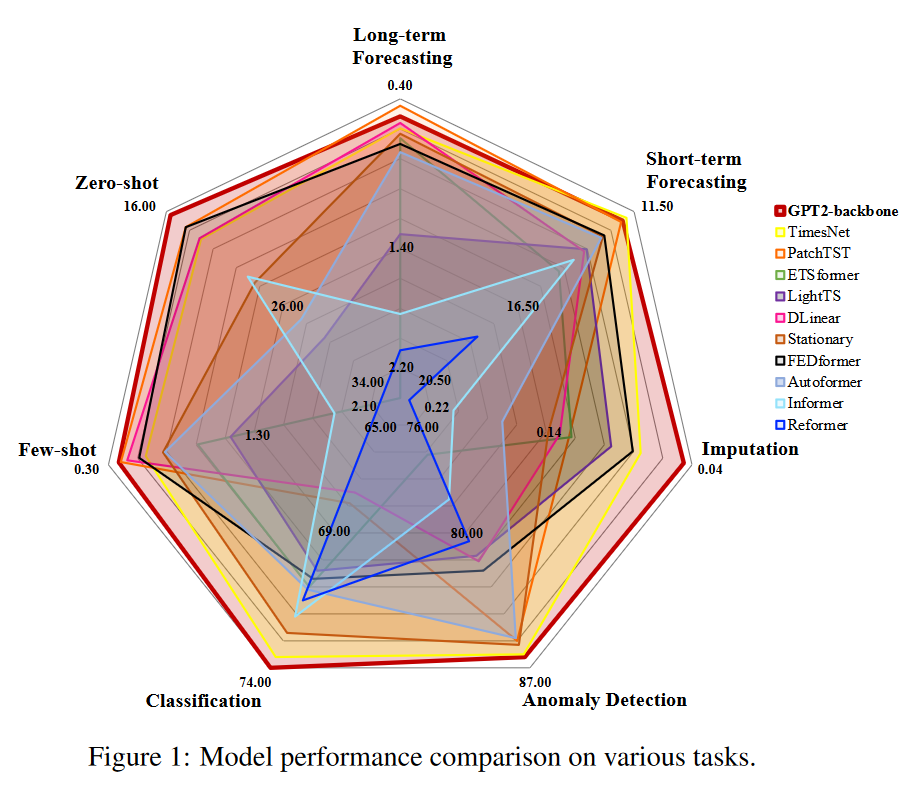 Long-term
Forecasting
0.40
Short-term
Forecasting
11.50
Zero-shot
16.00
GPT2-backbone
TimesNet
PatchTST
ETSformer
LightTS
DLinear
Stationary
FEDformer
Autoformer
Informer
Reformer
1.40
26.00
16.50
2.20
34.00
20.50
2.10
0.22
65.00
76.00
1.30
0.14
Few-shot
0.30
Imputation
0.04
69.00
80.00
74.00
Classification
87.00
Anomaly Detection
Figure 1: Model performance comparison on various tasks.